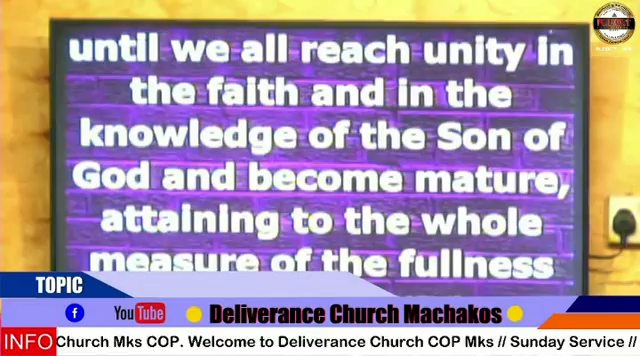 until we all reach unity in
the faith and in the
knowledge of the Son of
God and become mature,
attaining to the whole
measure of the fullness
TOPIC
f YouTube Deliverance Church Machakos
INFO Church Mks COP. Welcome to Deliverance Church COP Mks // Sunday Service //